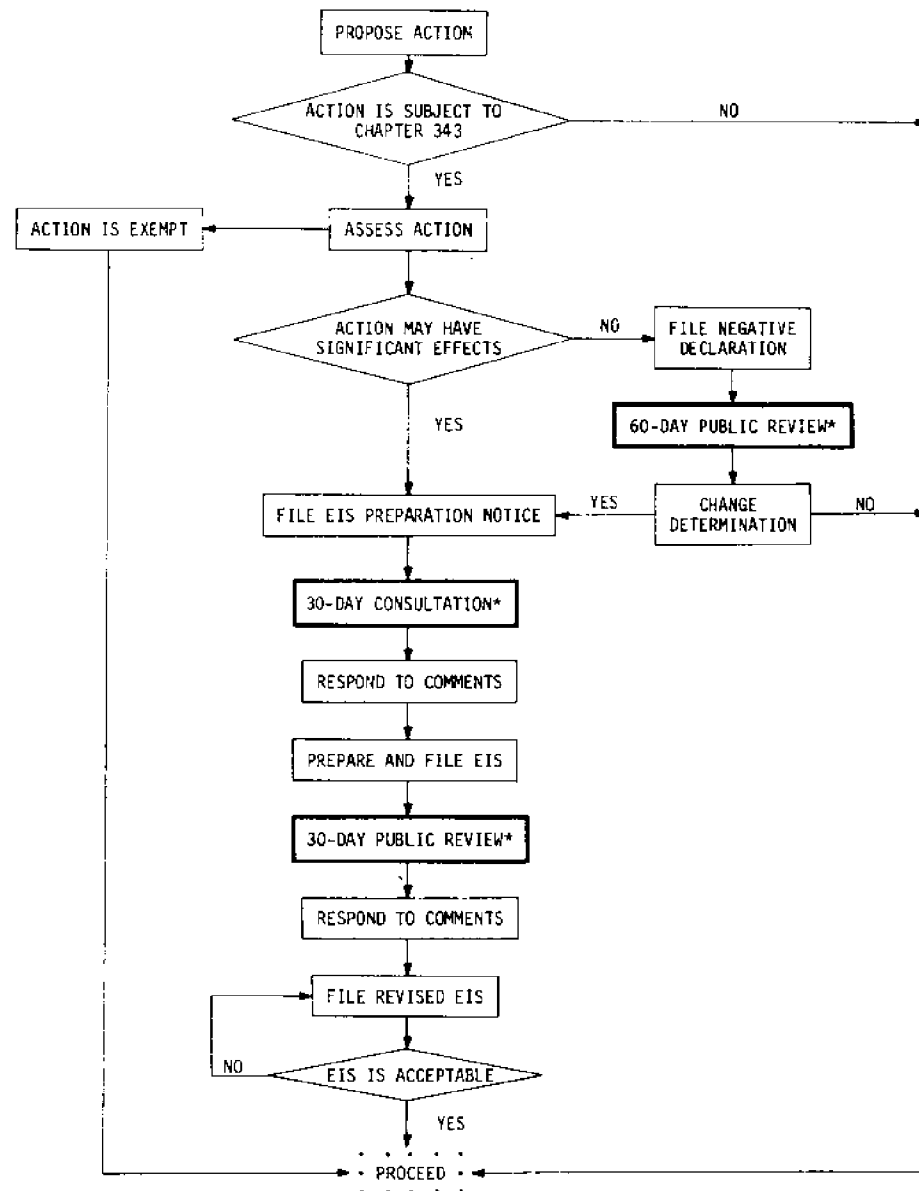 PROPOSE ACTION
ACTION IS SUBJECT TO
CHAPTER 343
NO
YES
ACTION IS EXEMPT
ASSESS ACTION
ACTION MAY HAVE
SIGNIFICANT EFFECTS
NO
FILE NEGATIVE
DECLARATION
YES
60-DAY PUBLIC REVIEW*
FILE EIS PREPARATION NOTICE
YES
CHANGE
DETERMINATION
NO
30-DAY CONSULTATION*
RESPOND TO COMMENTS
PREPARE AND FILE EIS
30-DAY PUBLIC REVIEW*
RESPOND TO COMMENTS
FILE REVISED EIS
NO
EIS IS ACCEPTABLE
YES
PROCEED